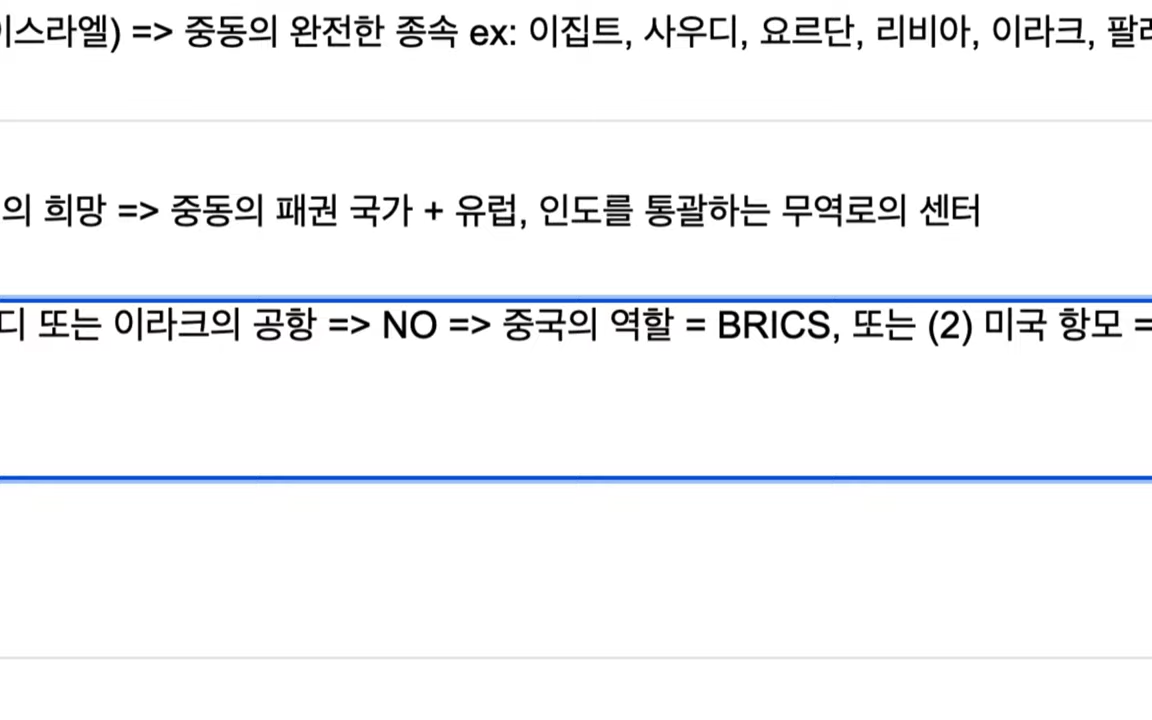 이스라엘) => 중동의 완전한 종속 ex: 이집트, 사우디, 요르단, 리비아, 이라크,
의 희망 => 중동의 패권 국가 + 유럽, 인도를 통괄하는 무역로의 센터
디 또는 이라크의 공항 => NO => 중국의 역할 = BRICS, 또는 (2) 미국 항모 =